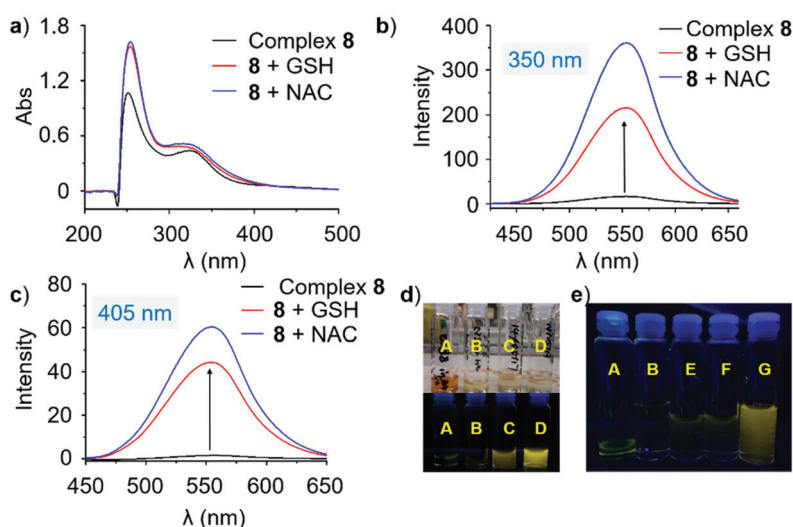 a)
1.8
1.2
0.6
0
Abs
200 300 400 500
λ (nm)
Complex 8
8 + GSH
8 + NAC
b)
400
300
200
100
0
Intensity
450 500 550 600 650
λ (nm)
350 nm
Complex 8
8 + GSH
8 + NAC
c)
80
60
40
20
0
Intensity
450 500 550 600 650
λ (nm)
405 nm
Complex 8
8 + GSH
8 + NAC
d)
A B C D
A B C D
e)
A B E F G